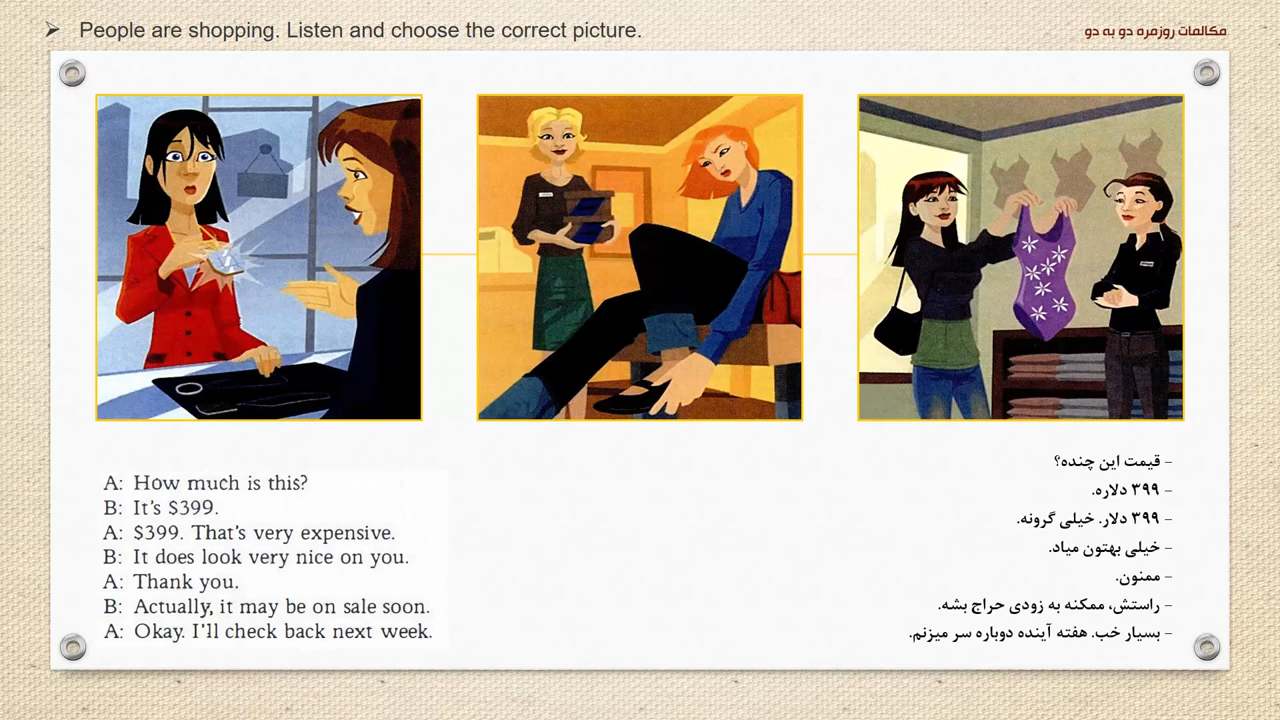 ➢ People are shopping. Listen and choose the correct picture.
مکالمات روزمره دو به دو
A: How much is this?
B: It's $399.
A: $399. That's very expensive.
B: It does look very nice on you.
A: Thank you.
B: Actually, it may be on sale soon.
A: Okay. I'll check back next week.
- قیمت این چنده؟
- ۳۹۹ دلاره.
- ۳۹۹ دلار. خیلی گرونه.
- خیلی بهتون میاد.
- ممنون.
- راستش، ممکنه به زودی حراج بشه.
- بسیار خب. هفته آینده دوباره سر میزنم.